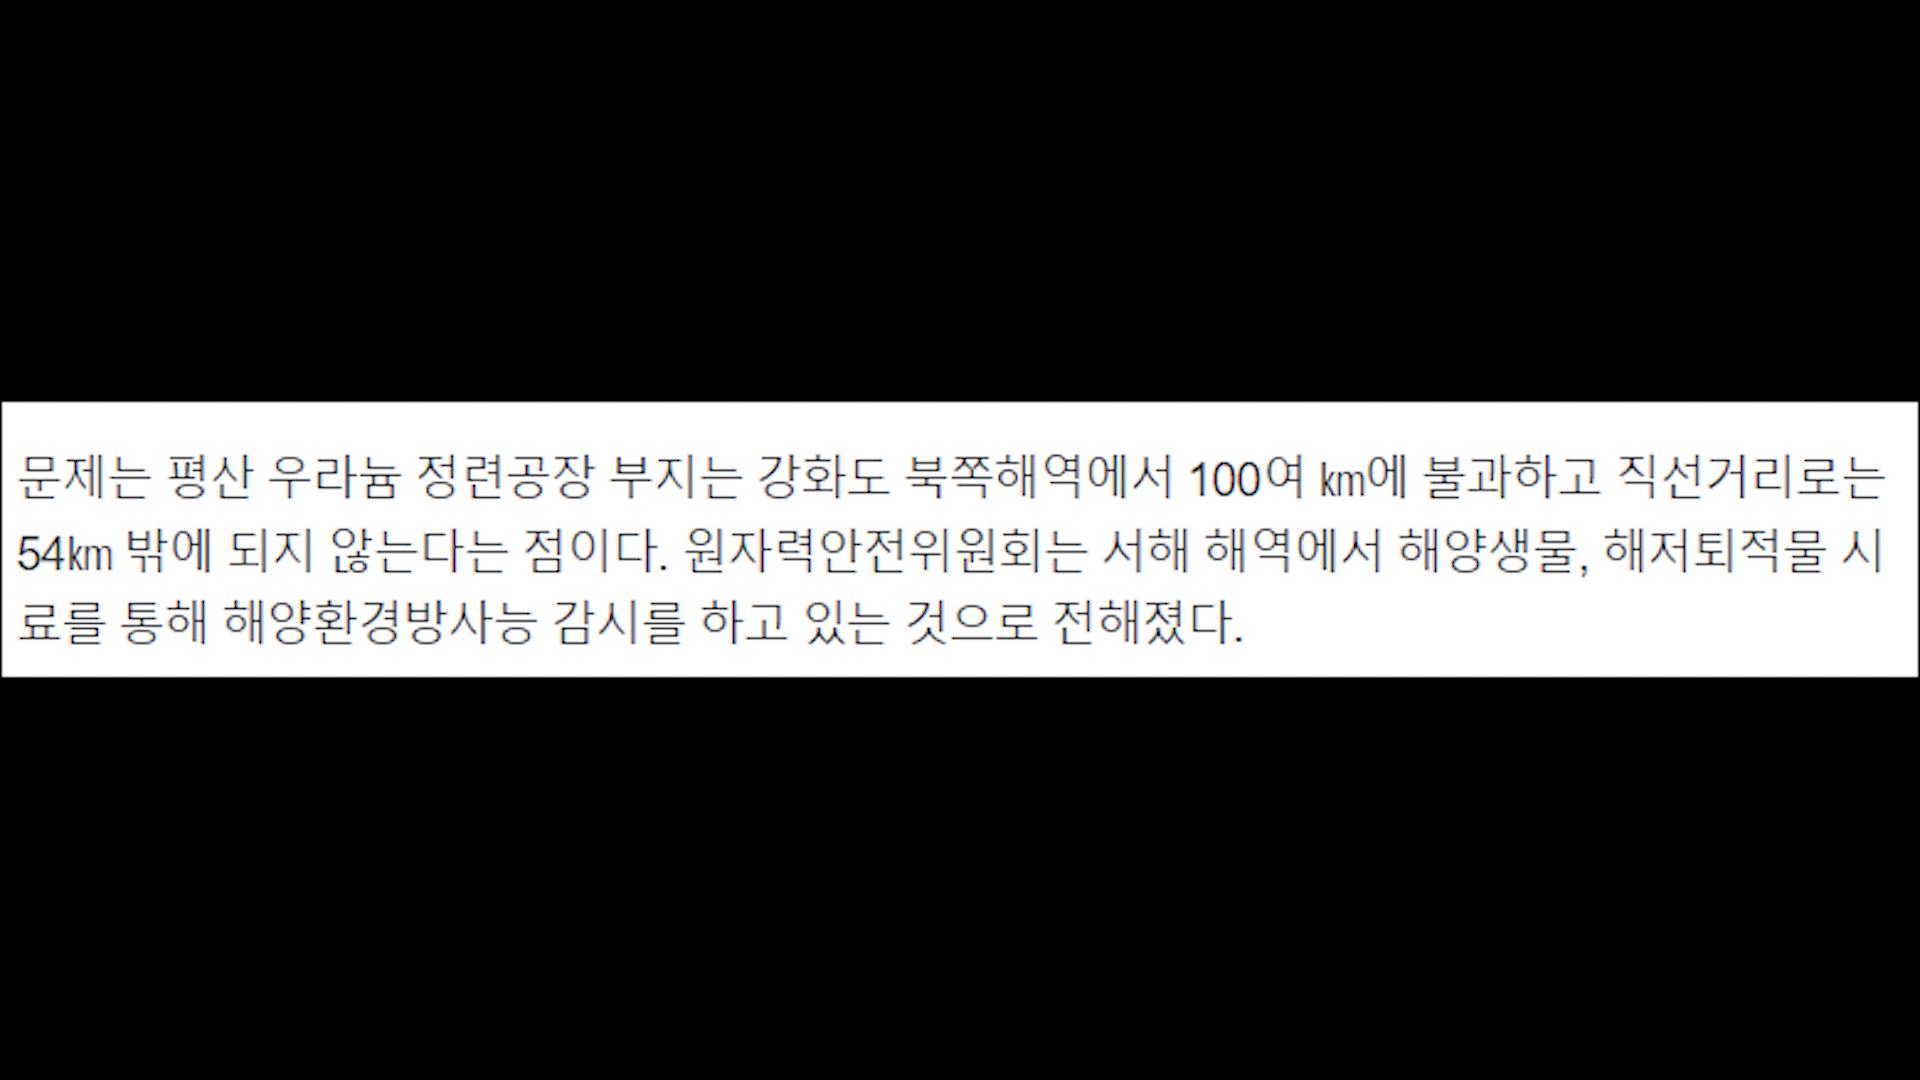 문제는 평산 우라늄 정련공장 부지는 강화도 북쪽해역에서 100여 ㎞에 불과하고 직선거리로는
54㎞ 밖에 되지 않는다는 점이다. 원자력안전위원회는 서해 해역에서 해양생물, 해저퇴적물 시
료를 통해 해양환경방사능 감시를 하고 있는 것으로 전해졌다.